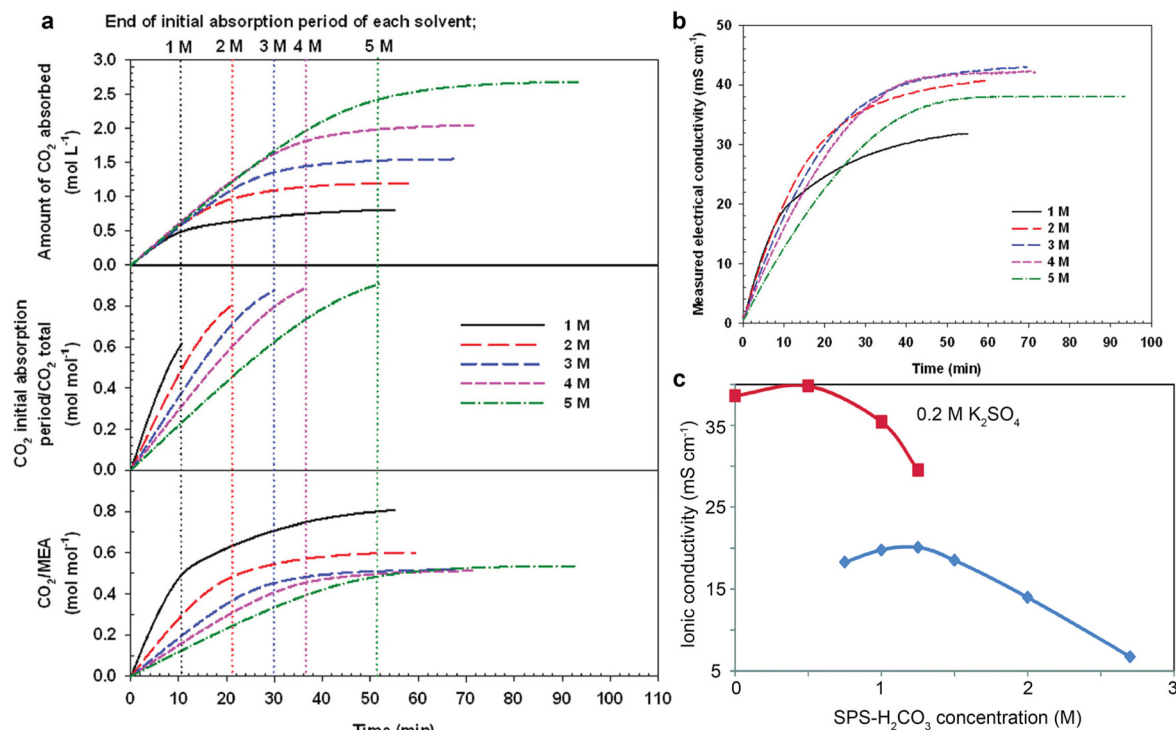 a
End of initial absorption period of each solvent;
1 M 2 M 3 M 4 M 5 M
Amount of CO₂ absorbed
(mol L⁻¹)
3.0
2.5
2.0
1.5
1.0
0.5
0.0
CO₂ initial absorption
period/CO₂ total
(mol mol⁻¹)
0.8
0.6
0.4
0.2
0.0
1 M
2 M
3 M
4 M
5 M
CO₂/MEA
(mol mol⁻¹)
0.8
0.6
0.4
0.2
0.0
0 10 20 30 40 50 60 70 80 90 100 110
Time (min)
b
Measured electrical conductivity (mS cm⁻¹)
50
40
30
20
10
0
1 M
2 M
3 M
4 M
5 M
0 10 20 30 40 50 60 70 80 90 100
Time (min)
c
Ionic conductivity (mS cm⁻¹)
35
25
15
5
0.2 M K₂SO₄
0 1 2 3
SPS-H₂CO₃ concentration (M)